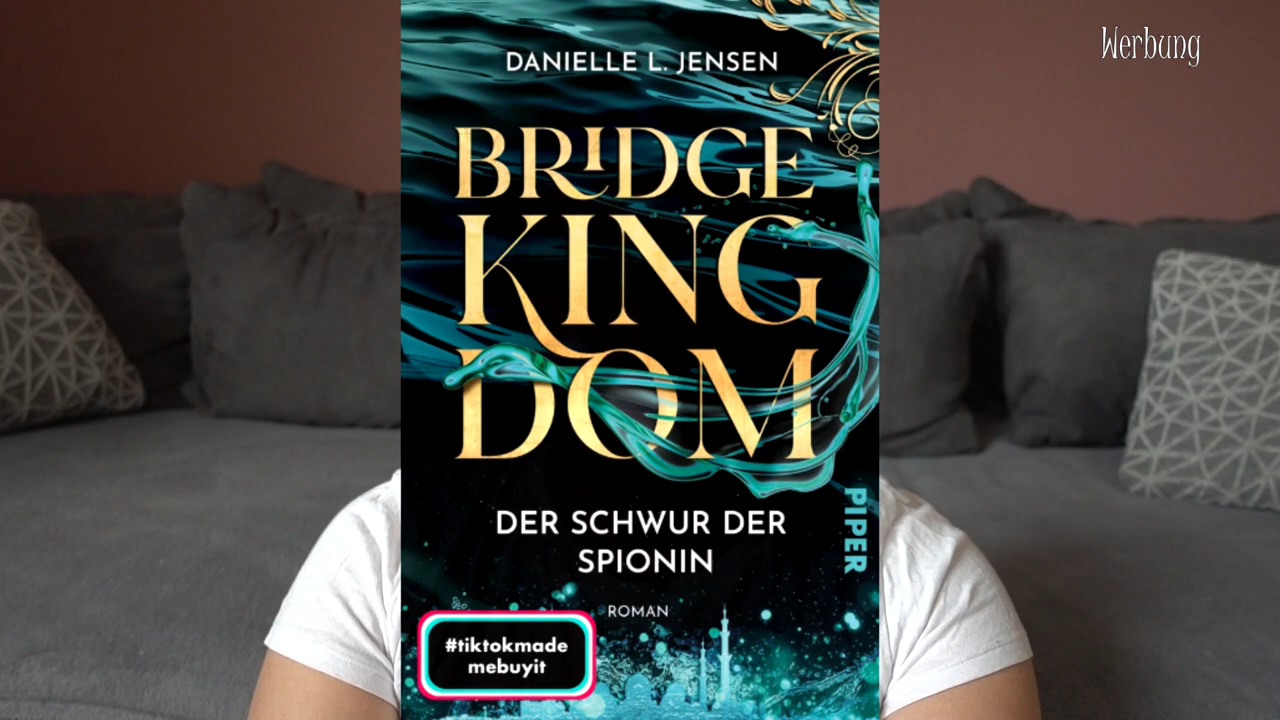 Werbung
DANIELLE L. JENSEN
BRIDGE
KING
DOM
DER SCHWUR DER
SPIONIN
PIPER
ROMAN
#tiktokmade
mebuyit